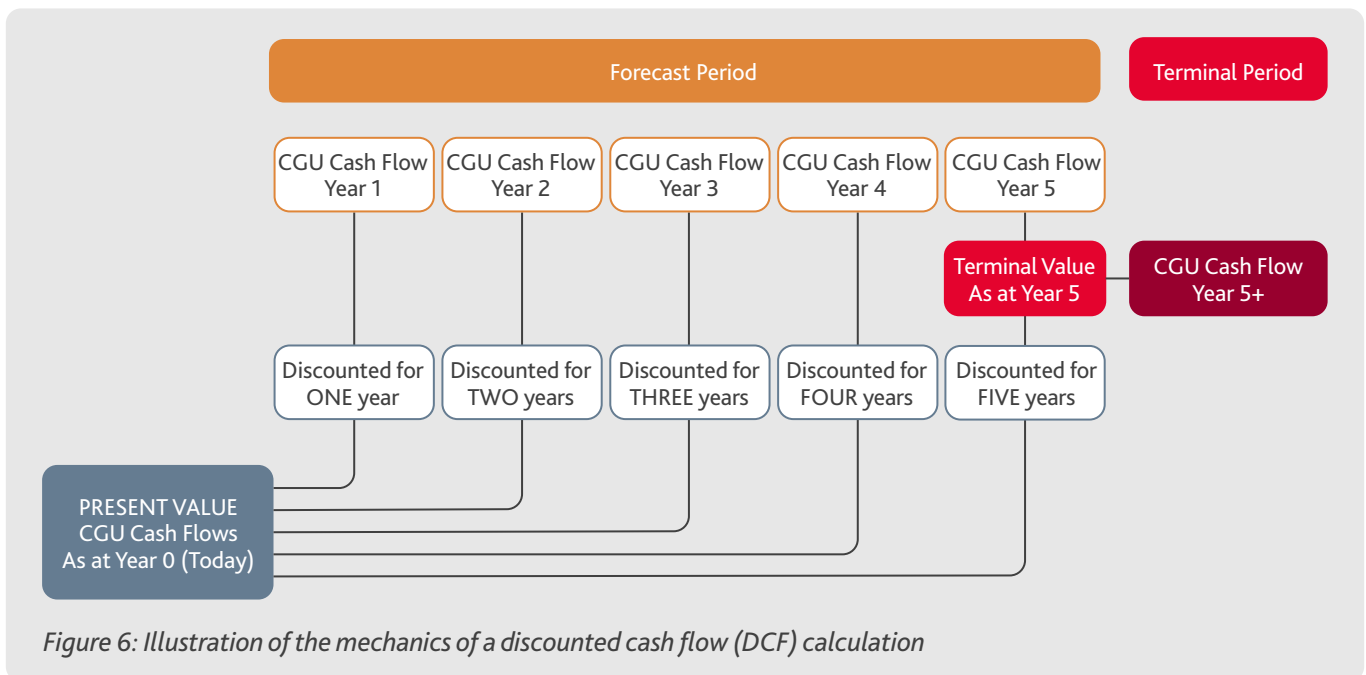 Forecast Period
Terminal Period
CGU Cash Flow
Year 1
CGU Cash Flow
Year 2
CGU Cash Flow
Year 3
CGU Cash Flow
Year 4
CGU Cash Flow
Year 5
Terminal Value
As at Year 5
CGU Cash Flow
Year 5+
Discounted for
ONE year
Discounted for
TWO years
Discounted for
THREE years
Discounted for
FOUR years
Discounted for
FIVE years
PRESENT VALUE
CGU Cash Flows
As at Year 0 (Today)
Figure 6: Illustration of the mechanics of a discounted cash flow (DCF) calculation